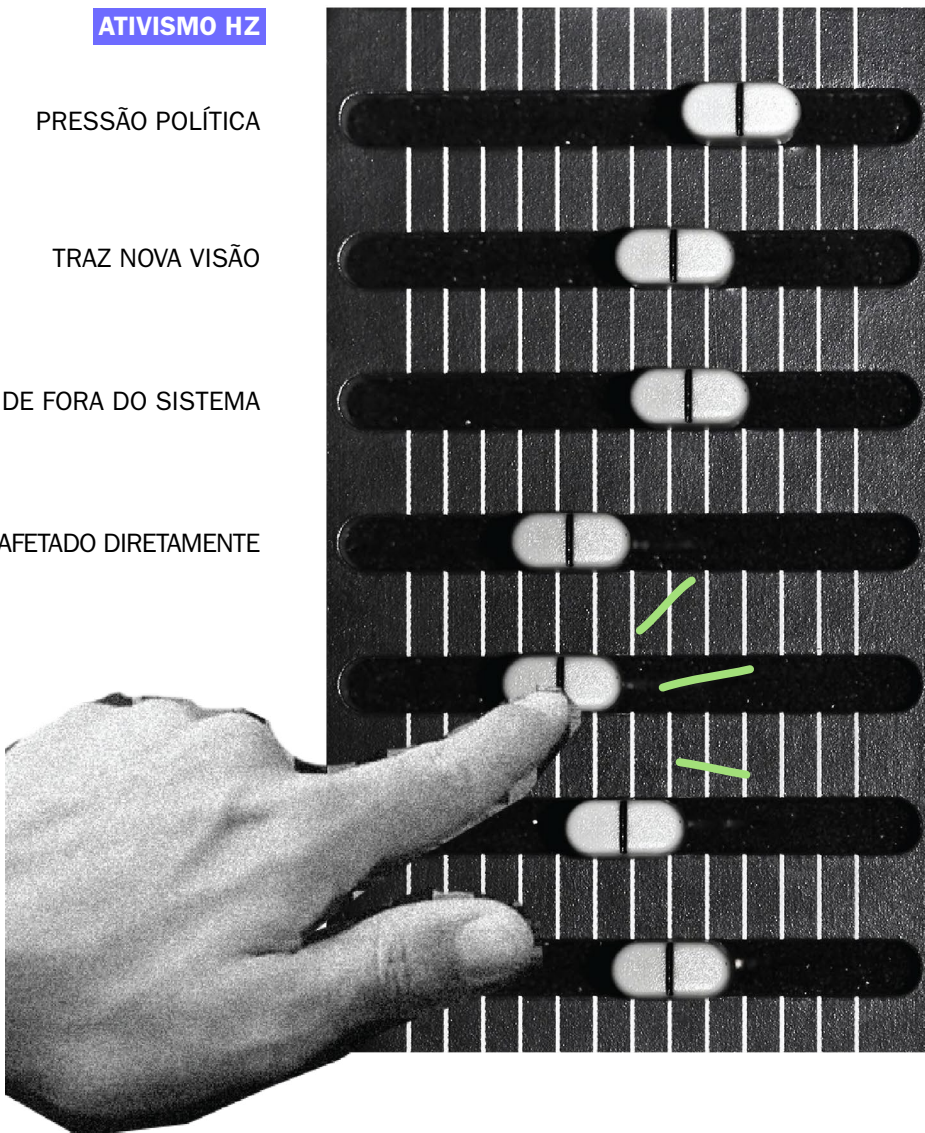 ATIVISMO HZ
PRESSÃO POLÍTICA
TRAZ NOVA VISÃO
DE FORA DO SISTEMA
AFETADO DIRETAMENTE